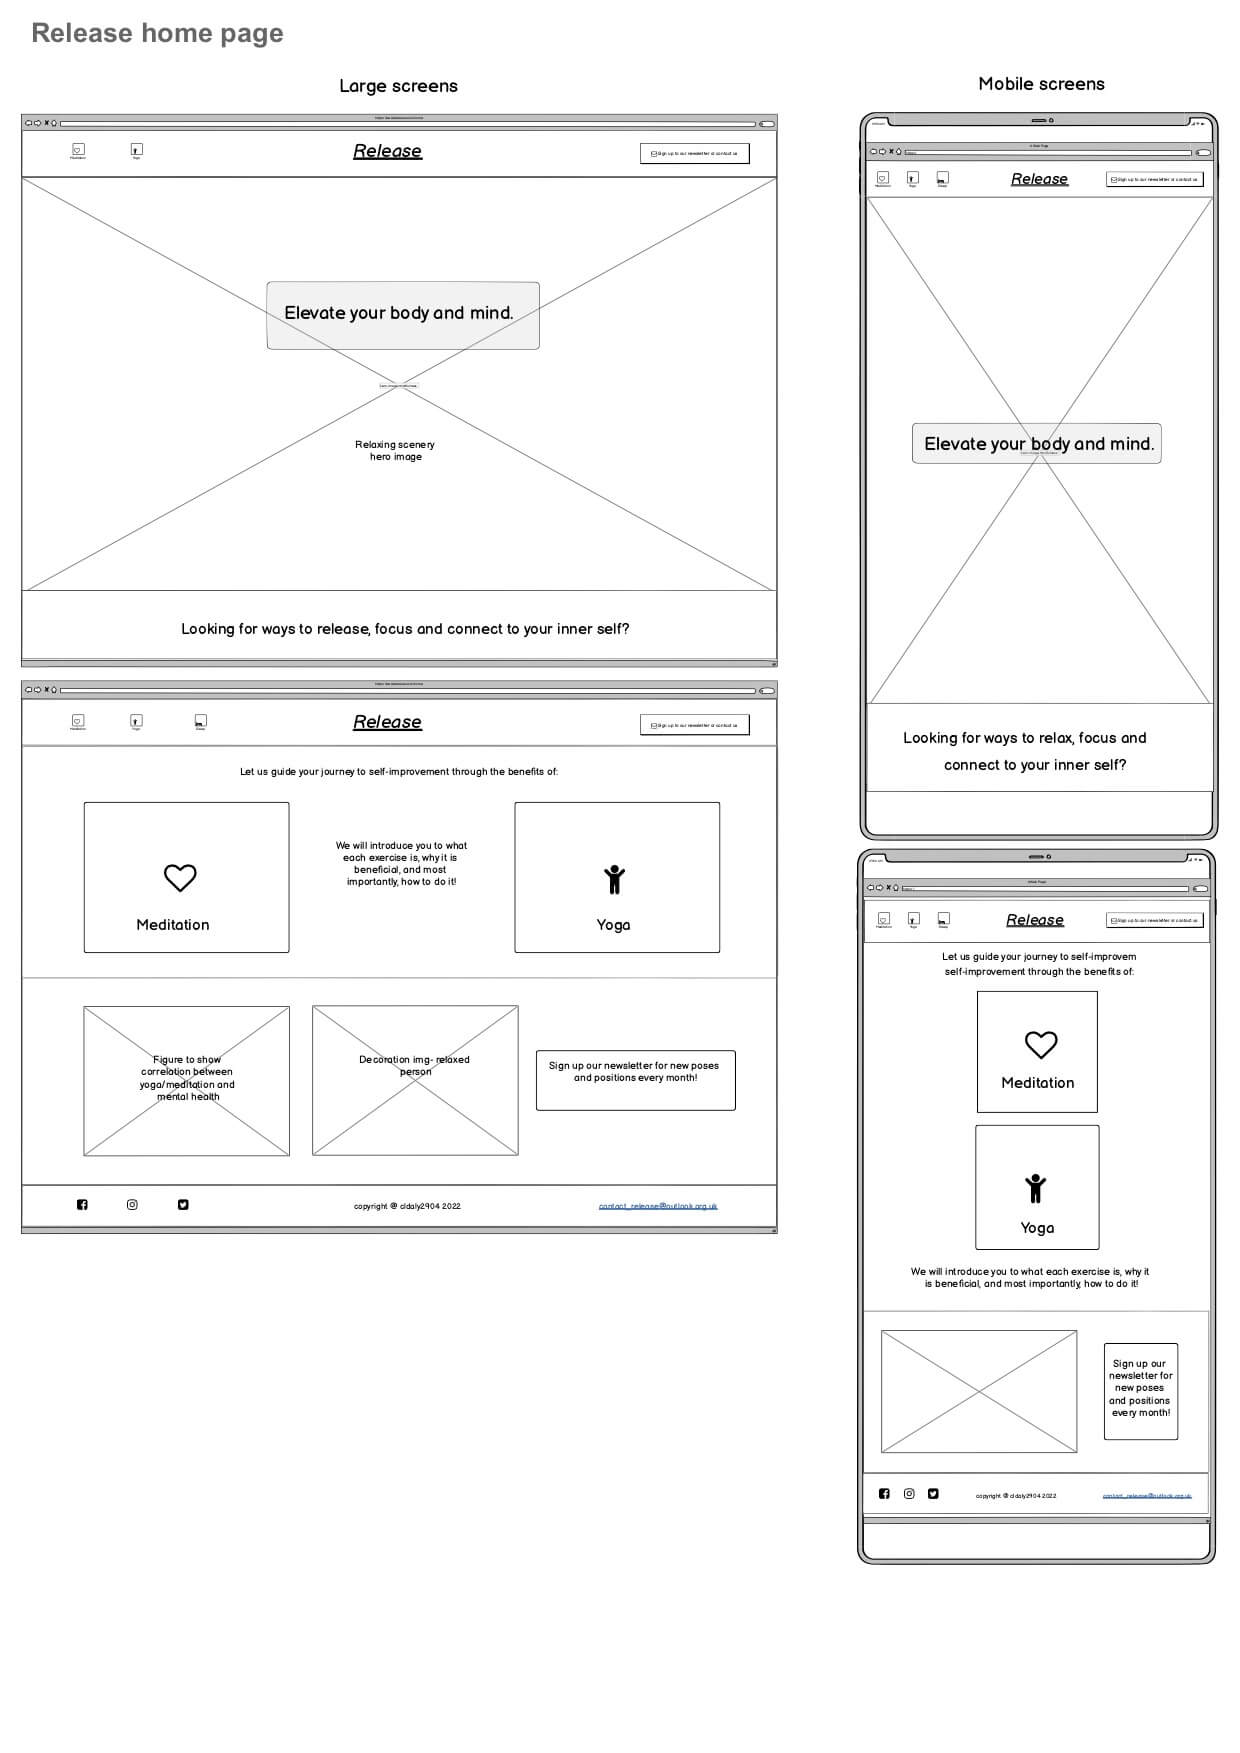 Release home page
Large screens
Mobile screens
Meditation
Yoga
Release
Sign up to our newsletter or contact us
Elevate your body and mind.
Relaxing scenery
hero image
Looking for ways to release, focus and connect to your inner self?
Meditation
Yoga
Sleep
Release
Sign up to our newsletter or contact us
Let us guide your journey to self-improvement through the benefits of:
Meditation
We will introduce you to what
each exercise is, why it is
beneficial, and most
importantly, how to do it!
Yoga
Figure to show
correlation between
yoga/meditation and
mental health
Decoration img- relaxed
person
Sign up our newsletter for new poses
and positions every month!
copyright @ cldaly2904 2022
contact_release@outlook.org.uk
A Web Page
Meditation
Yoga
Sleep
Release
Sign up to our newsletter or contact us
Elevate your body and mind.
Looking for ways to relax, focus and
connect to your inner self?
A Web Page
Meditation
Yoga
Sleep
Release
Sign up to our newsletter or contact us
Let us guide your journey to self-improvem
self-improvement through the benefits of:
Meditation
Yoga
We will introduce you to what each exercise is, why it
is beneficial, and most importantly, how to do it!
Sign up our
newsletter for
new poses
and positions
every month!
copyright @ cldaly2904 2022
contact_release@outlook.org.uk